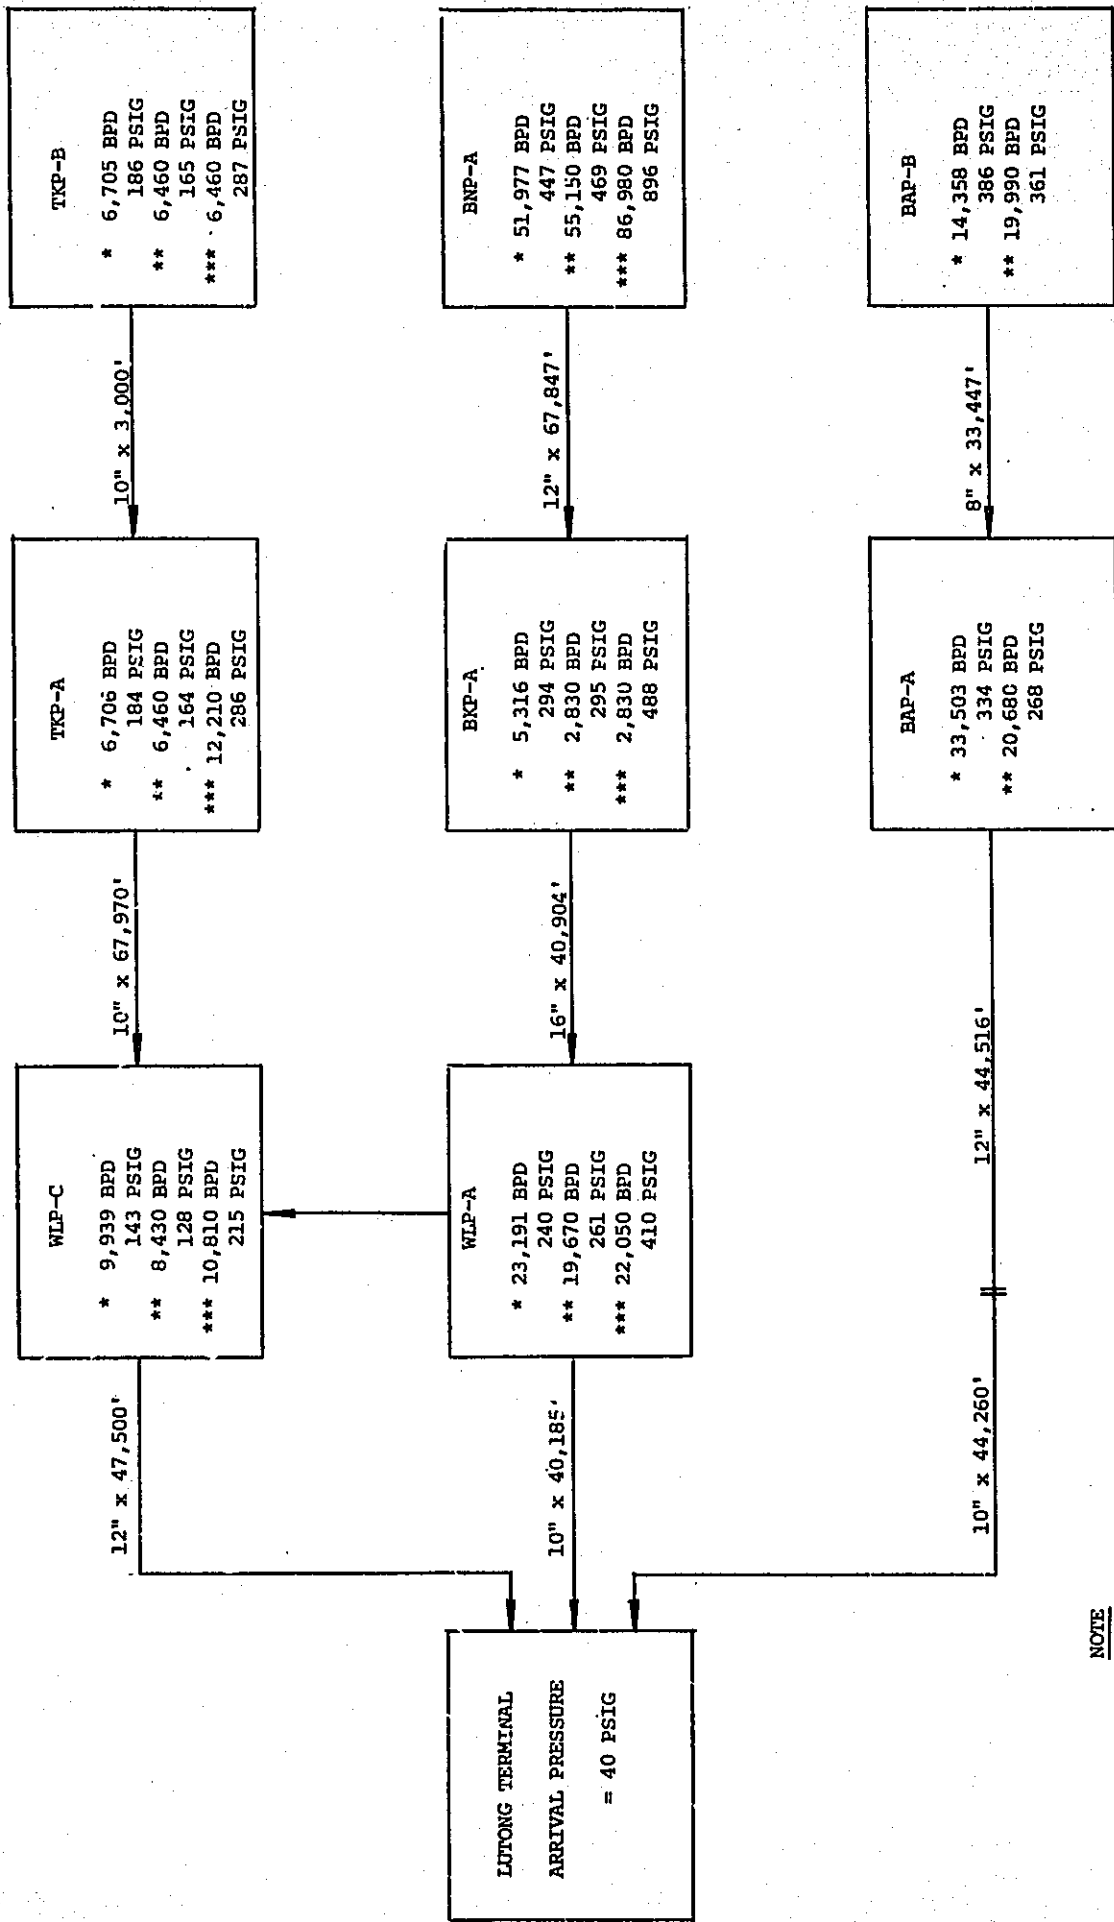 12" x 47,500'
WLP-C
* 9,939 BPD
143 PSIG
** 8,430 BPD
128 PSIG
*** 10,810 BPD
215 PSIG
10" x 67,970'
TKP-A
* 6,706 BPD
184 PSIG
** 6,460 BPD
164 PSIG
*** 12,210 BPD
286 PSIG
10" x 3,000'
TKP-B
* 6,705 BPD
186 PSIG
** 6,460 BPD
165 PSIG
*** 6,460 BPD
287 PSIG
LUTONG TERMINAL
ARRIVAL PRESSURE
= 40 PSIG
10" x 40,185'
WLP-A
* 23,191 BPD
240 PSIG
** 19,670 BPD
261 PSIG
*** 22,050 BPD
410 PSIG
16" x 40,904'
BKP-A
* 5,316 BPD
294 PSIG
** 2,830 BPD
295 PSIG
*** 2,830 BPD
488 PSIG
12" x 67,847'
BNP-A
* 51,977 BPD
447 PSIG
** 55,150 BPD
469 PSIG
*** 86,980 BPD
896 PSIG
10" x 44,260'
12" x 44,516'
BAP-A
* 33,503 BPD
334 PSIG
** 20,680 BPD
268 PSIG
8" x 33,447'
BAP-B
* 14,358 BPD
386 PSIG
** 19,990 BPD
361 PSIG
NOTE